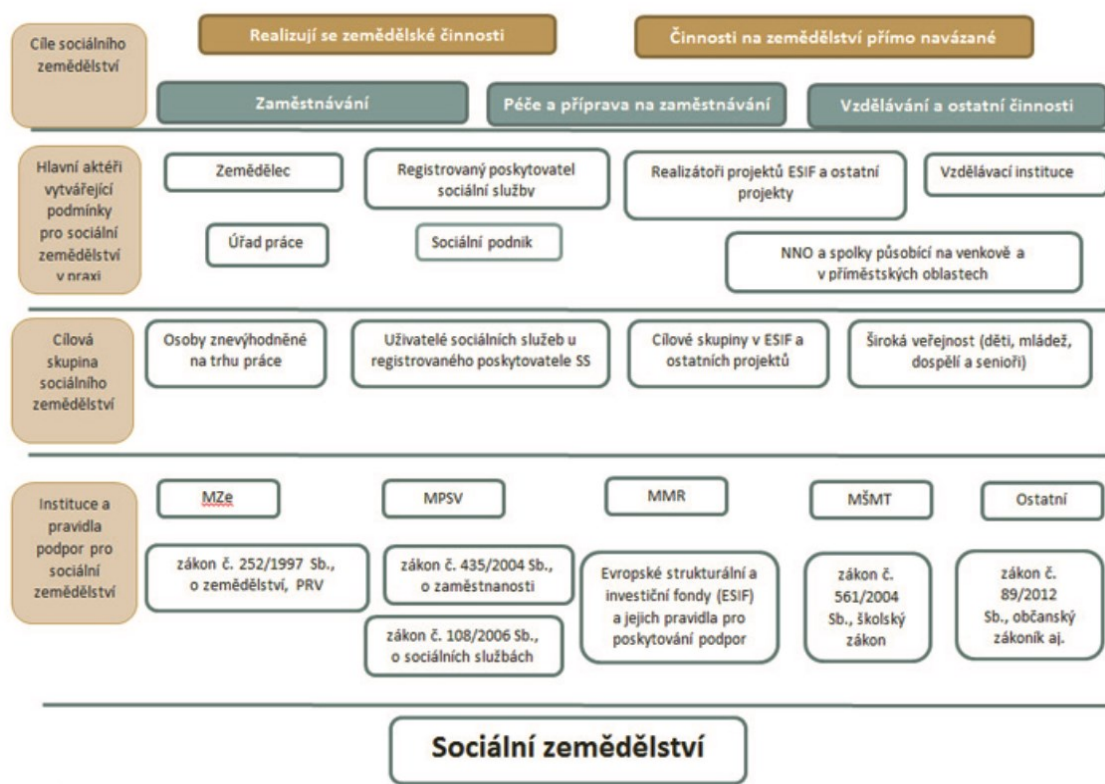 Cíle sociálního
zemědělství
Realizují se zemědělské činnosti
Činnosti na zemědělství přímo navázané
Zaměstnávání
Péče a příprava na zaměstnávání
Vzdělávání a ostatní činnosti
Hlavní aktéři
vytvářející
podmínky
pro sociální
zemědělství
v praxi
Zemědělec
Registrovaný poskytovatel
sociální služby
Realizátoři projektů ESIF a ostatní
projekty
Vzdělávací instituce
Úřad práce
Sociální podnik
NNO a spolky působící na venkově a
v příměstských oblastech
Cílová
skupina
sociálního
zemědělství
Osoby znevýhodněné
na trhu práce
Uživatelé sociálních služeb u
registrovaného poskytovatele SS
Cílové skupiny v ESIF a
ostatních projektů
Široká veřejnost (děti, mládež,
dospělí a senioři)
Instituce a
pravidla
podpor pro
sociální
zemědělství
MZe
MPSV
MMR
MŠMT
Ostatní
zákon č. 252/1997 Sb.,
o zemědělství, PRV
zákon č. 435/2004 Sb.,
o zaměstnanosti
zákon č. 108/2006 Sb.,
o sociálních službách
Evropské strukturální a
investiční fondy (ESIF)
a jejich pravidla pro
poskytování podpor
zákon č.
561/2004
Sb., školský
zákon
zákon č.
89/2012
Sb., občanský
zákoník aj.
Sociální zemědělství